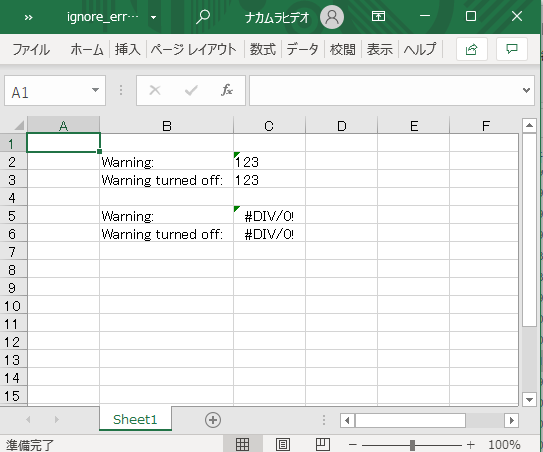 » ignore_err… ナカムラヒデオ
ファイル ホーム 挿入 ページ レイアウト 数式 データ 校閲 表示 ヘルプ
A1 fx
A B C D E F
1
2 Warning: 123
3 Warning turned off: 123
4
5 Warning: #DIV/0!
6 Warning turned off: #DIV/0!
7
8
9
10
11
12
13
14
15
Sheet1
準備完了 100%